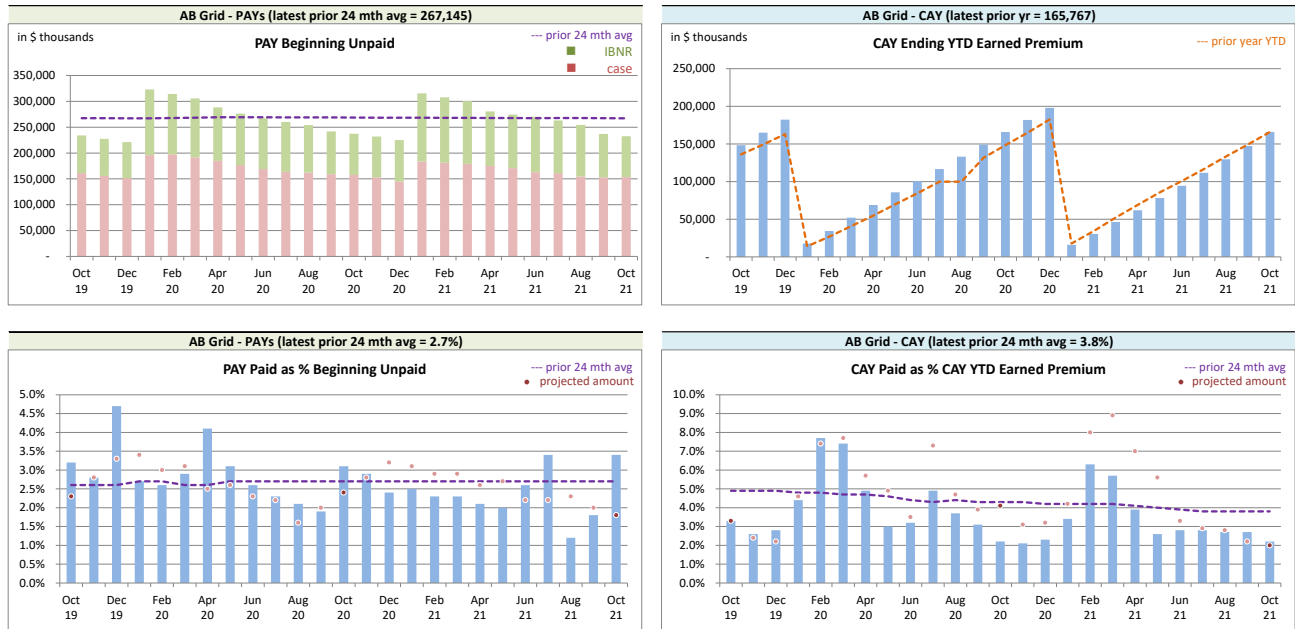 AB Grid - PAYs (latest prior 24 mth avg = 267,145)
in $ thousands
PAY Beginning Unpaid
--- prior 24 mth avg
IBNR
case
350,000
300,000
250,000
200,000
150,000
100,000
50,000
-
Oct Dec Feb Apr Jun Aug Oct Dec Feb Apr Jun Aug Oct
19 19 20 20 20 20 20 20 21 21 21 21 21
AB Grid - CAY (latest prior yr = 165,767)
in $ thousands
CAY Ending YTD Earned Premium
--- prior year YTD
250,000
200,000
150,000
100,000
50,000
-
Oct Dec Feb Apr Jun Aug Oct Dec Feb Apr Jun Aug Oct
19 19 20 20 20 20 20 20 21 21 21 21 21
AB Grid - PAYs (latest prior 24 mth avg = 2.7%)
PAY Paid as % Beginning Unpaid
--- prior 24 mth avg
projected amount
5.0%
4.5%
4.0%
3.5%
3.0%
2.5%
2.0%
1.5%
1.0%
0.5%
0.0%
Oct Dec Feb Apr Jun Aug Oct Dec Feb Apr Jun Aug Oct
19 19 20 20 20 20 20 20 21 21 21 21 21
AB Grid - CAY (latest prior 24 mth avg = 3.8%)
CAY Paid as % CAY YTD Earned Premium
--- prior 24 mth avg
projected amount
10.0%
9.0%
8.0%
7.0%
6.0%
5.0%
4.0%
3.0%
2.0%
1.0%
0.0%
Oct Dec Feb Apr Jun Aug Oct Dec Feb Apr Jun Aug Oct
19 19 20 20 20 20 20 20 21 21 21 21 21